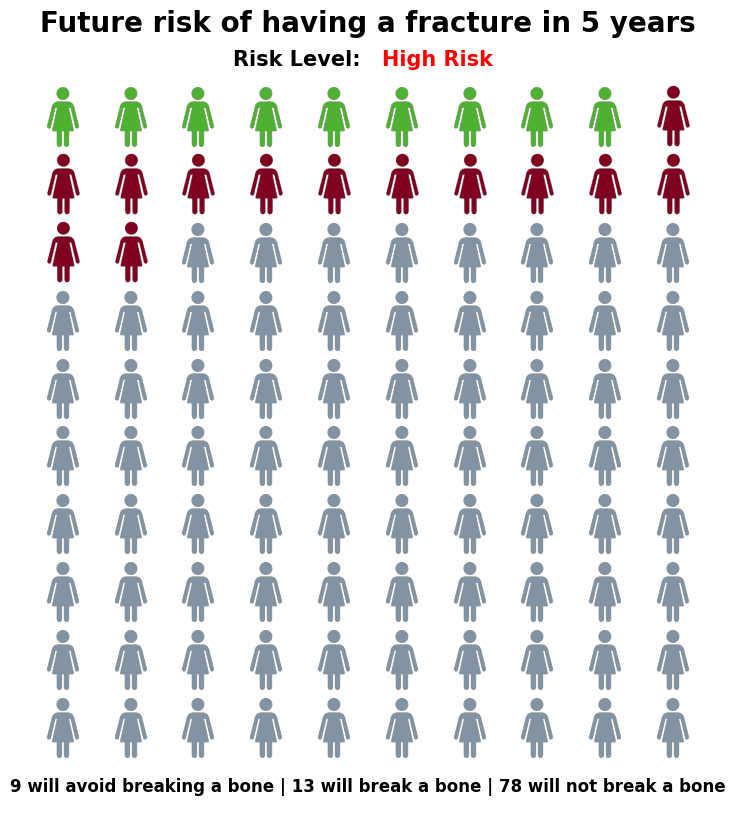 Future risk of having a fracture in 5 years
Risk Level: High Risk
9 will avoid breaking a bone | 13 will break a bone | 78 will not break a bone